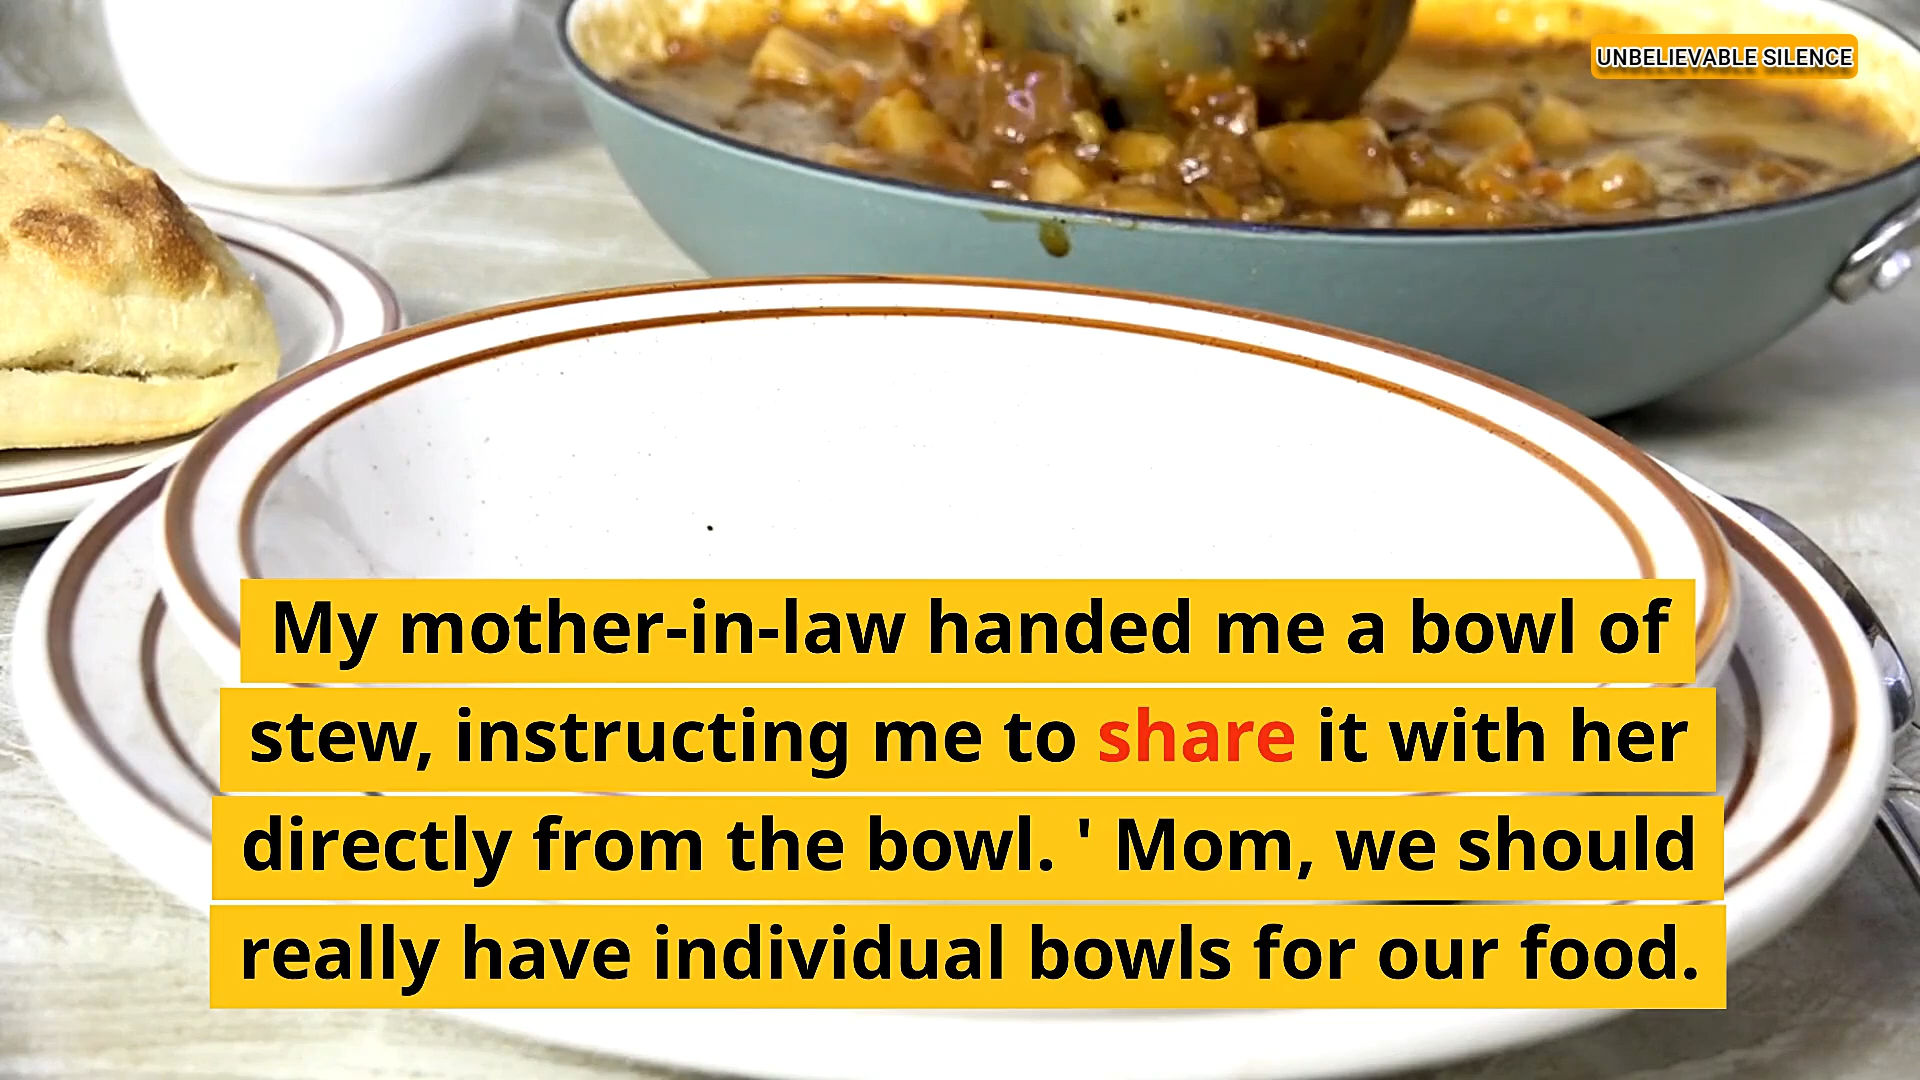 UNBELIEVABLE SILENCE
My mother-in-law handed me a bowl of
stew, instructing me to share it with her
directly from the bowl. ' Mom, we should
really have individual bowls for our food.